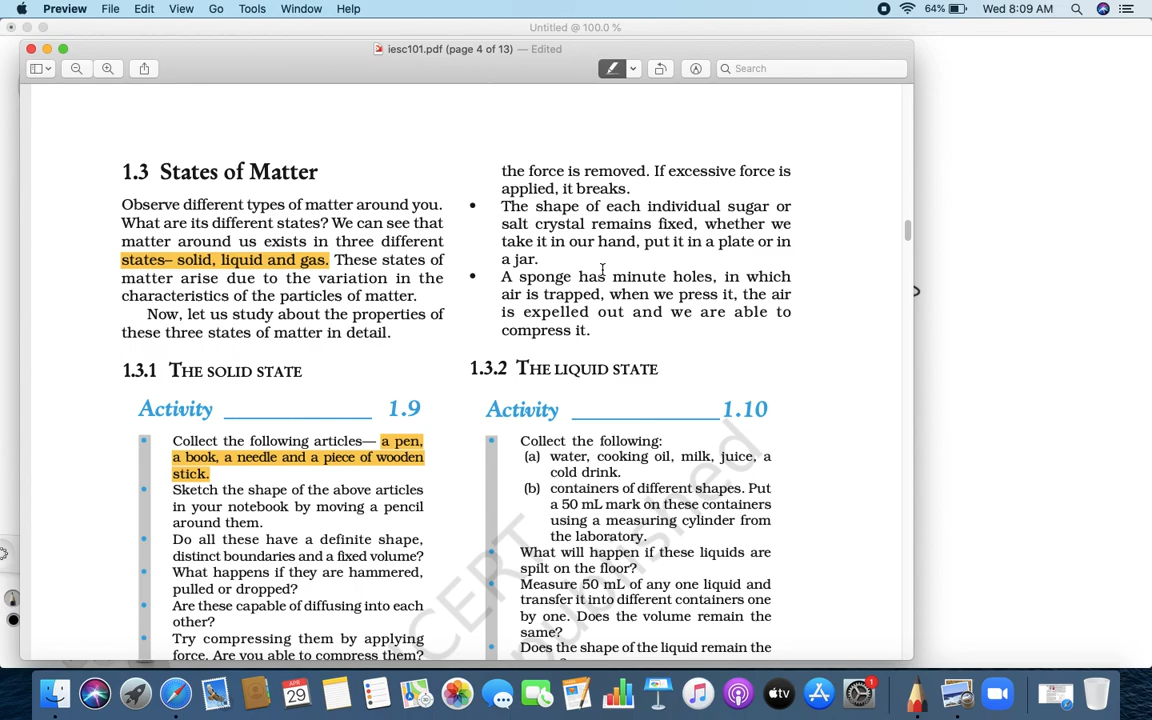 Preview File Edit View Go Tools Window Help 64% Wed 8:09 AM
Untitled @ 100.0 %
iesc101.pdf (page 4 of 13) — Edited
Search
1.3 States of Matter
Observe different types of matter around you.
What are its different states? We can see that
matter around us exists in three different
states– solid, liquid and gas. These states of
matter arise due to the variation in the
characteristics of the particles of matter.
Now, let us study about the properties of
these three states of matter in detail.
1.3.1 THE SOLID STATE
Activity ______________ 1.9
• Collect the following articles— a pen,
a book, a needle and a piece of wooden
stick.
• Sketch the shape of the above articles
in your notebook by moving a pencil
around them.
• Do all these have a definite shape,
distinct boundaries and a fixed volume?
• What happens if they are hammered,
pulled or dropped?
• Are these capable of diffusing into each
other?
• Try compressing them by applying
force. Are you able to compress them?
the force is removed. If excessive force is
applied, it breaks.
• The shape of each individual sugar or
salt crystal remains fixed, whether we
take it in our hand, put it in a plate or in
a jar.
• A sponge has minute holes, in which
air is trapped, when we press it, the air
is expelled out and we are able to
compress it.
1.3.2 THE LIQUID STATE
Activity ______________ 1.10
• Collect the following:
(a) water, cooking oil, milk, juice, a
cold drink.
(b) containers of different shapes. Put
a 50 mL mark on these containers
using a measuring cylinder from
the laboratory.
• What will happen if these liquids are
spilt on the floor?
• Measure 50 mL of any one liquid and
transfer it into different containers one
by one. Does the volume remain the
same?
• Does the shape of the liquid remain the
APR
29
tv
1